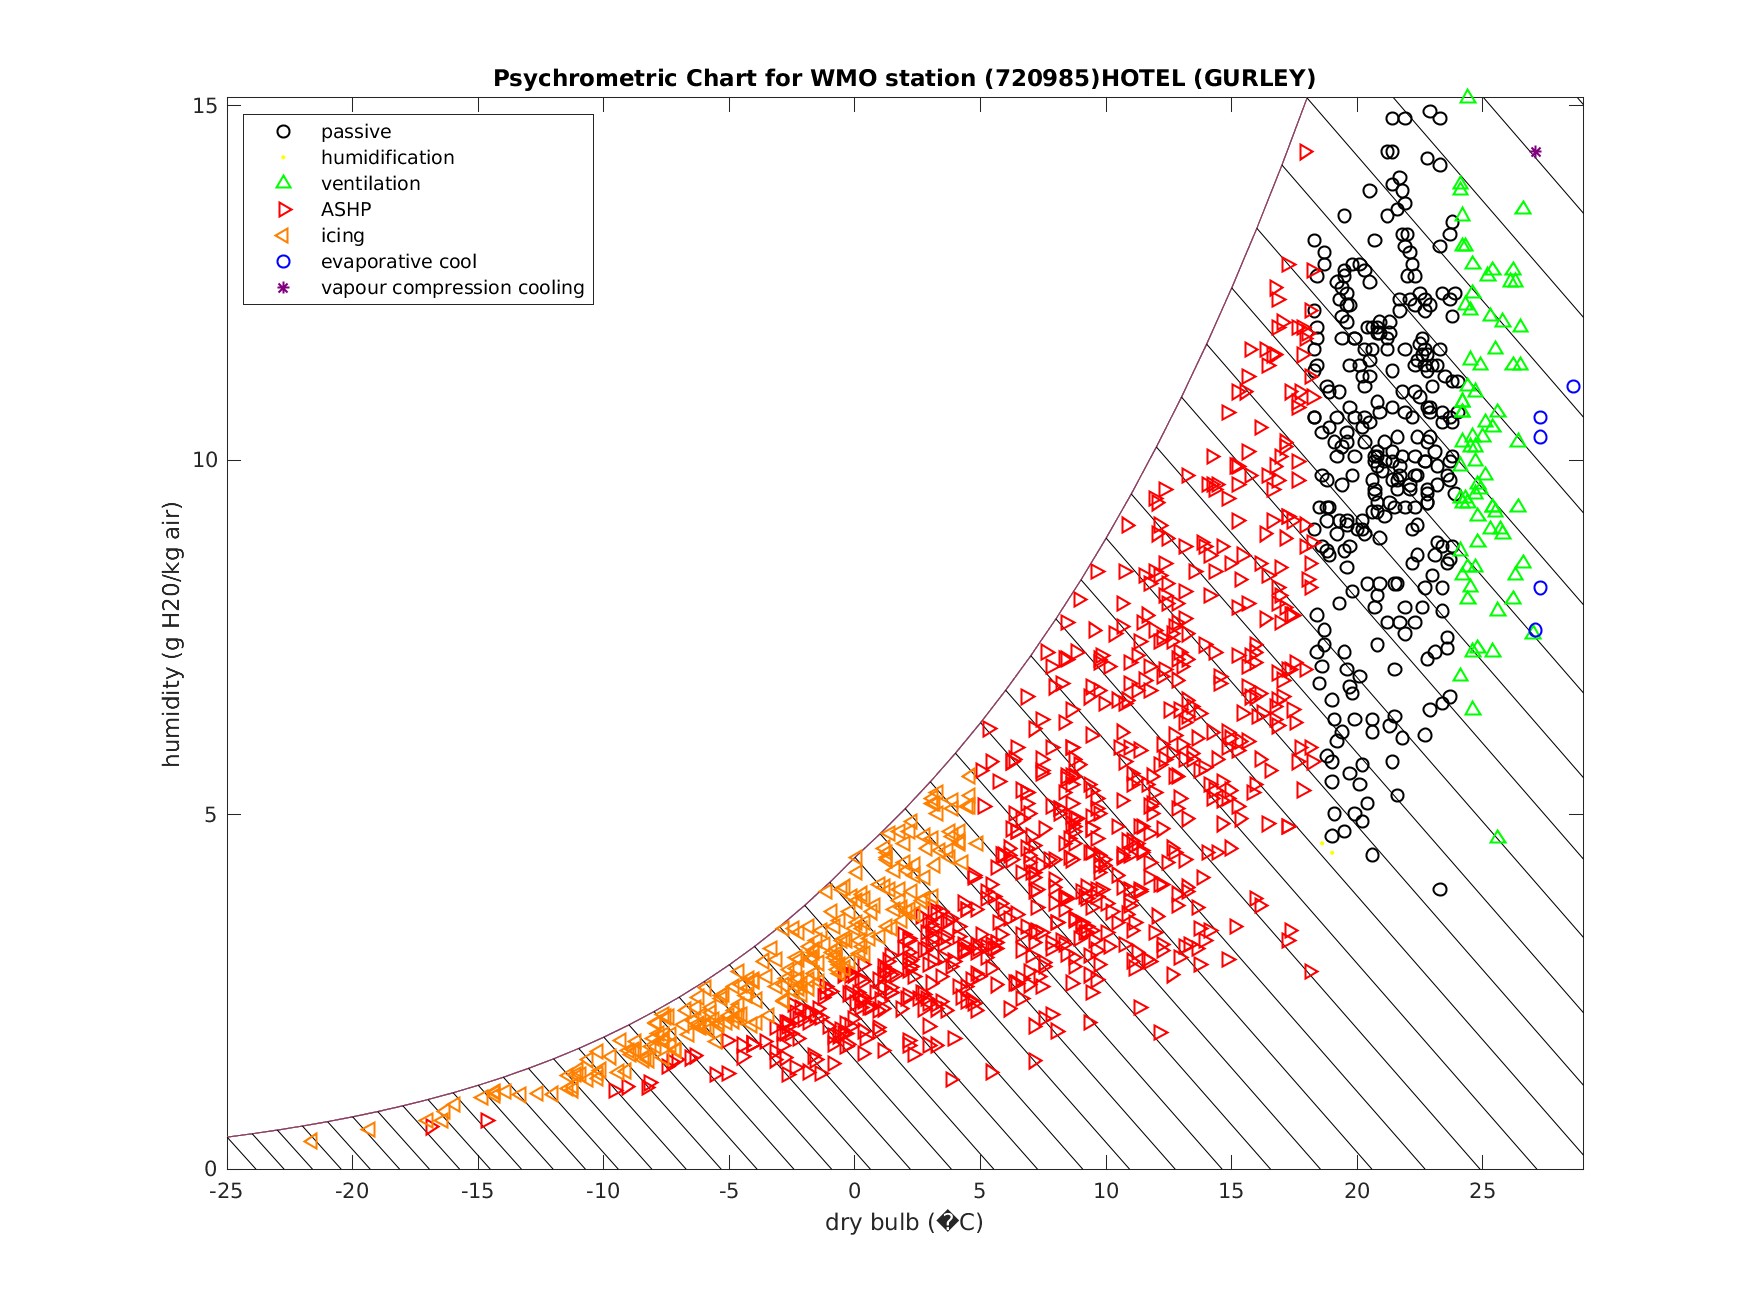 Psychrometric Chart for WMO station (720985)HOTEL (GURLEY)
passive
humidification
ventilation
ASHP
icing
evaporative cool
vapour compression cooling
humidity (g H20/kg air)
15
10
5
0
-25 -20 -15 -10 -5 0 5 10 15 20 25
dry bulb (�C)